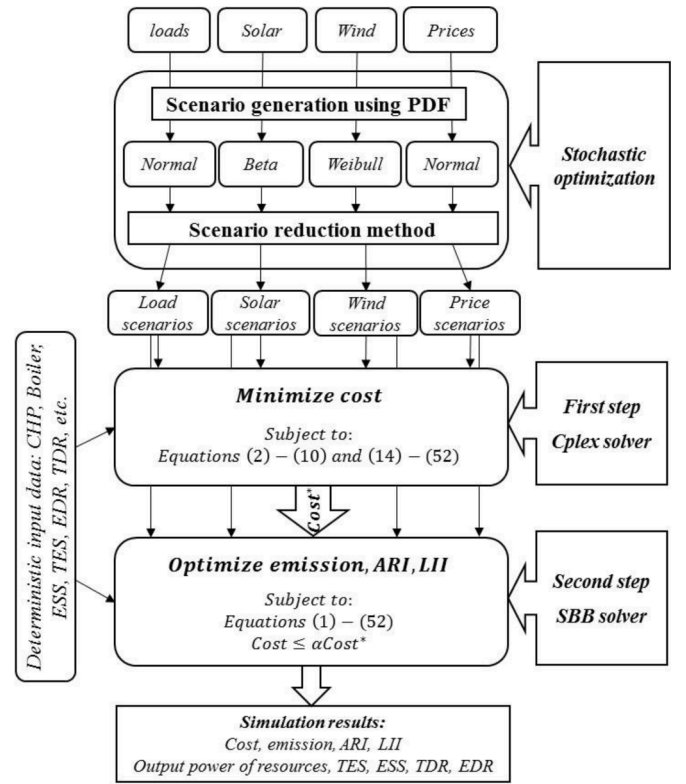 loads
Solar
Wind
Prices
Scenario generation using PDF
Normal
Beta
Weibull
Normal
Scenario reduction method
Stochastic
optimization
Load
scenarios
Solar
scenarios
Wind
scenarios
Price
scenarios
Deterministic input data: CHP, Boiler,
ESS, TES, EDR, TDR, etc.
Minimize cost
Subject to:
Equations (2) − (10) and (14) − (52)
First step
Cplex solver
Cost*
Optimize emission, ARI, LII
Subject to:
Equations (1) − (52)
Cost ≤ αCost*
Second step
SBB solver
Simulation results:
Cost, emission, ARI, LII
Output power of resources, TES, ESS, TDR, EDR